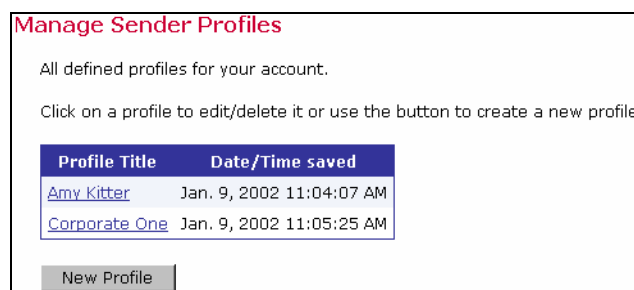 Manage Sender Profiles
All defined profiles for your account.
Click on a profile to edit/delete it or use the button to create a new profile
Profile Title Date/Time saved
Amy Kitter Jan. 9, 2002 11:04:07 AM
Corporate One Jan. 9, 2002 11:05:25 AM
New Profile